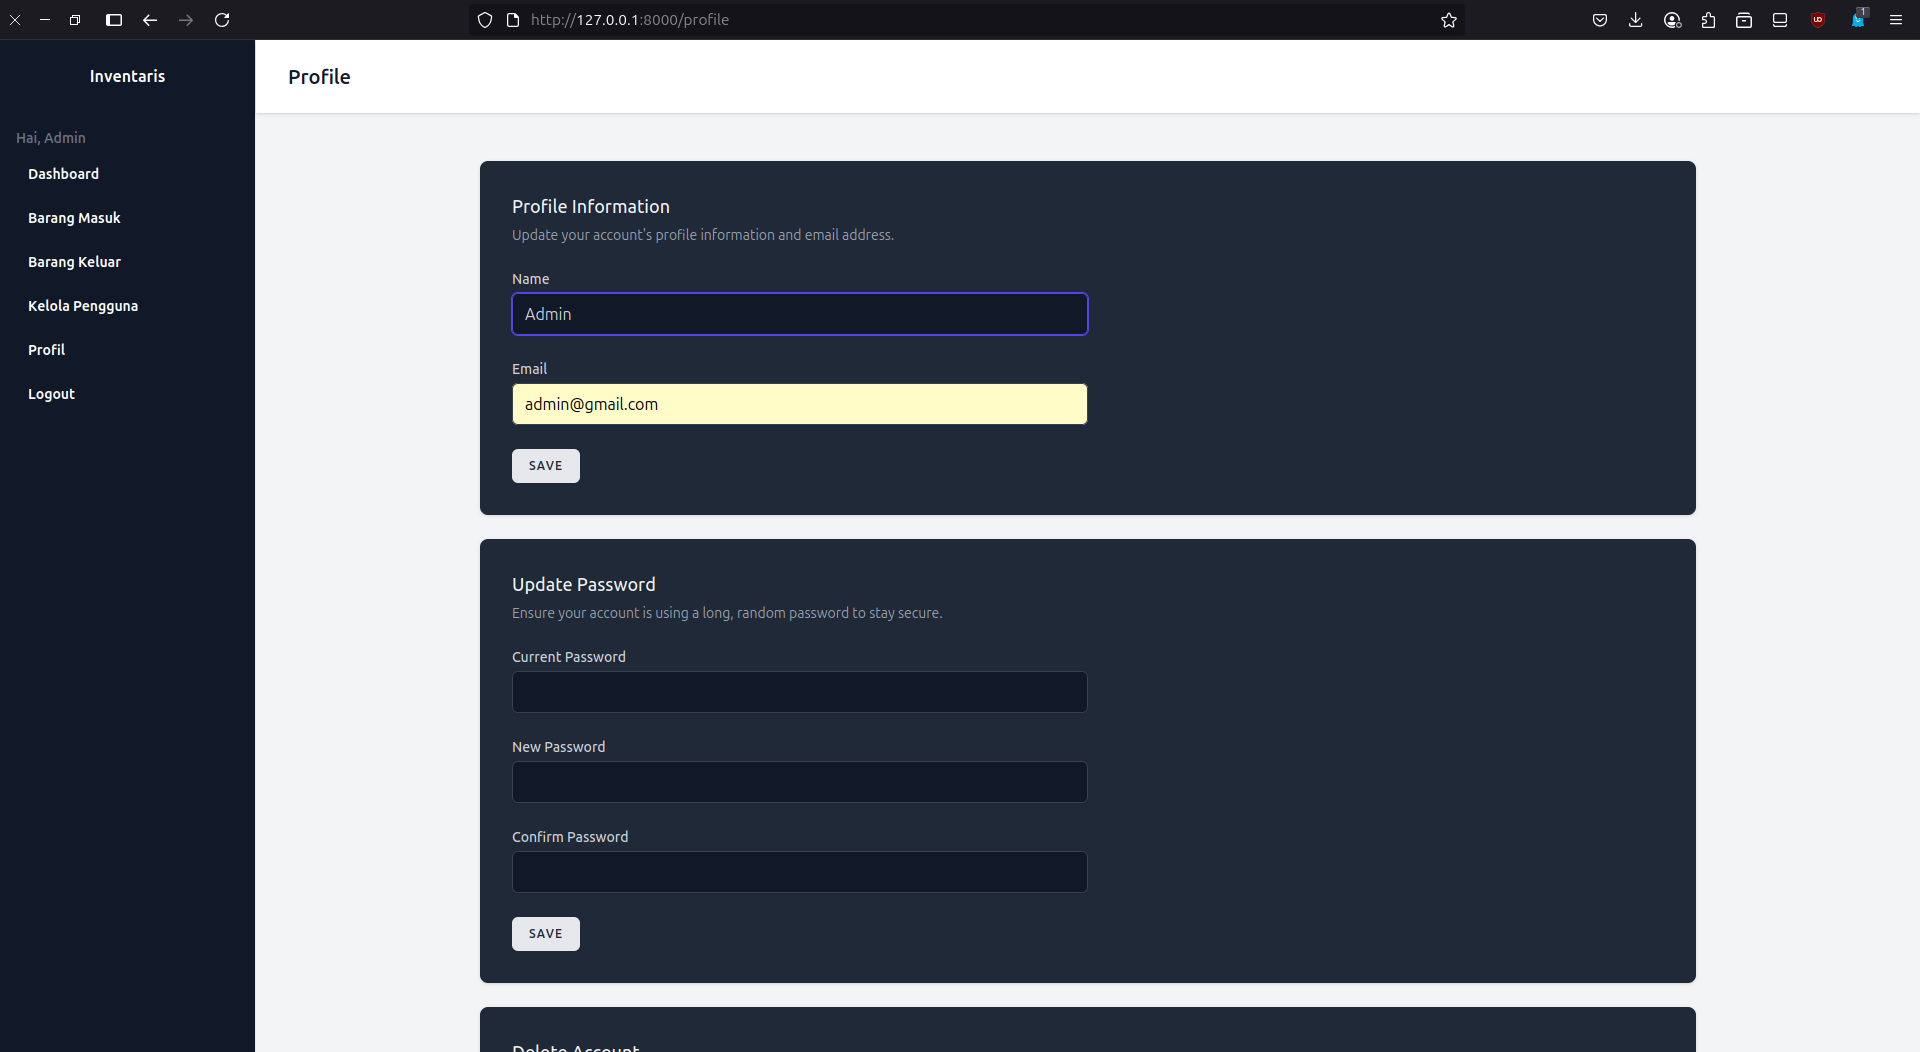 http://127.0.0.1:8000/profile
1
Inventaris
Hai, Admin
Dashboard
Barang Masuk
Barang Keluar
Kelola Pengguna
Profil
Logout
Profile
Profile Information
Update your account's profile information and email address.
Name
Admin
Email
admin@gmail.com
SAVE
Update Password
Ensure your account is using a long, random password to stay secure.
Current Password
New Password
Confirm Password
SAVE
Delete Account